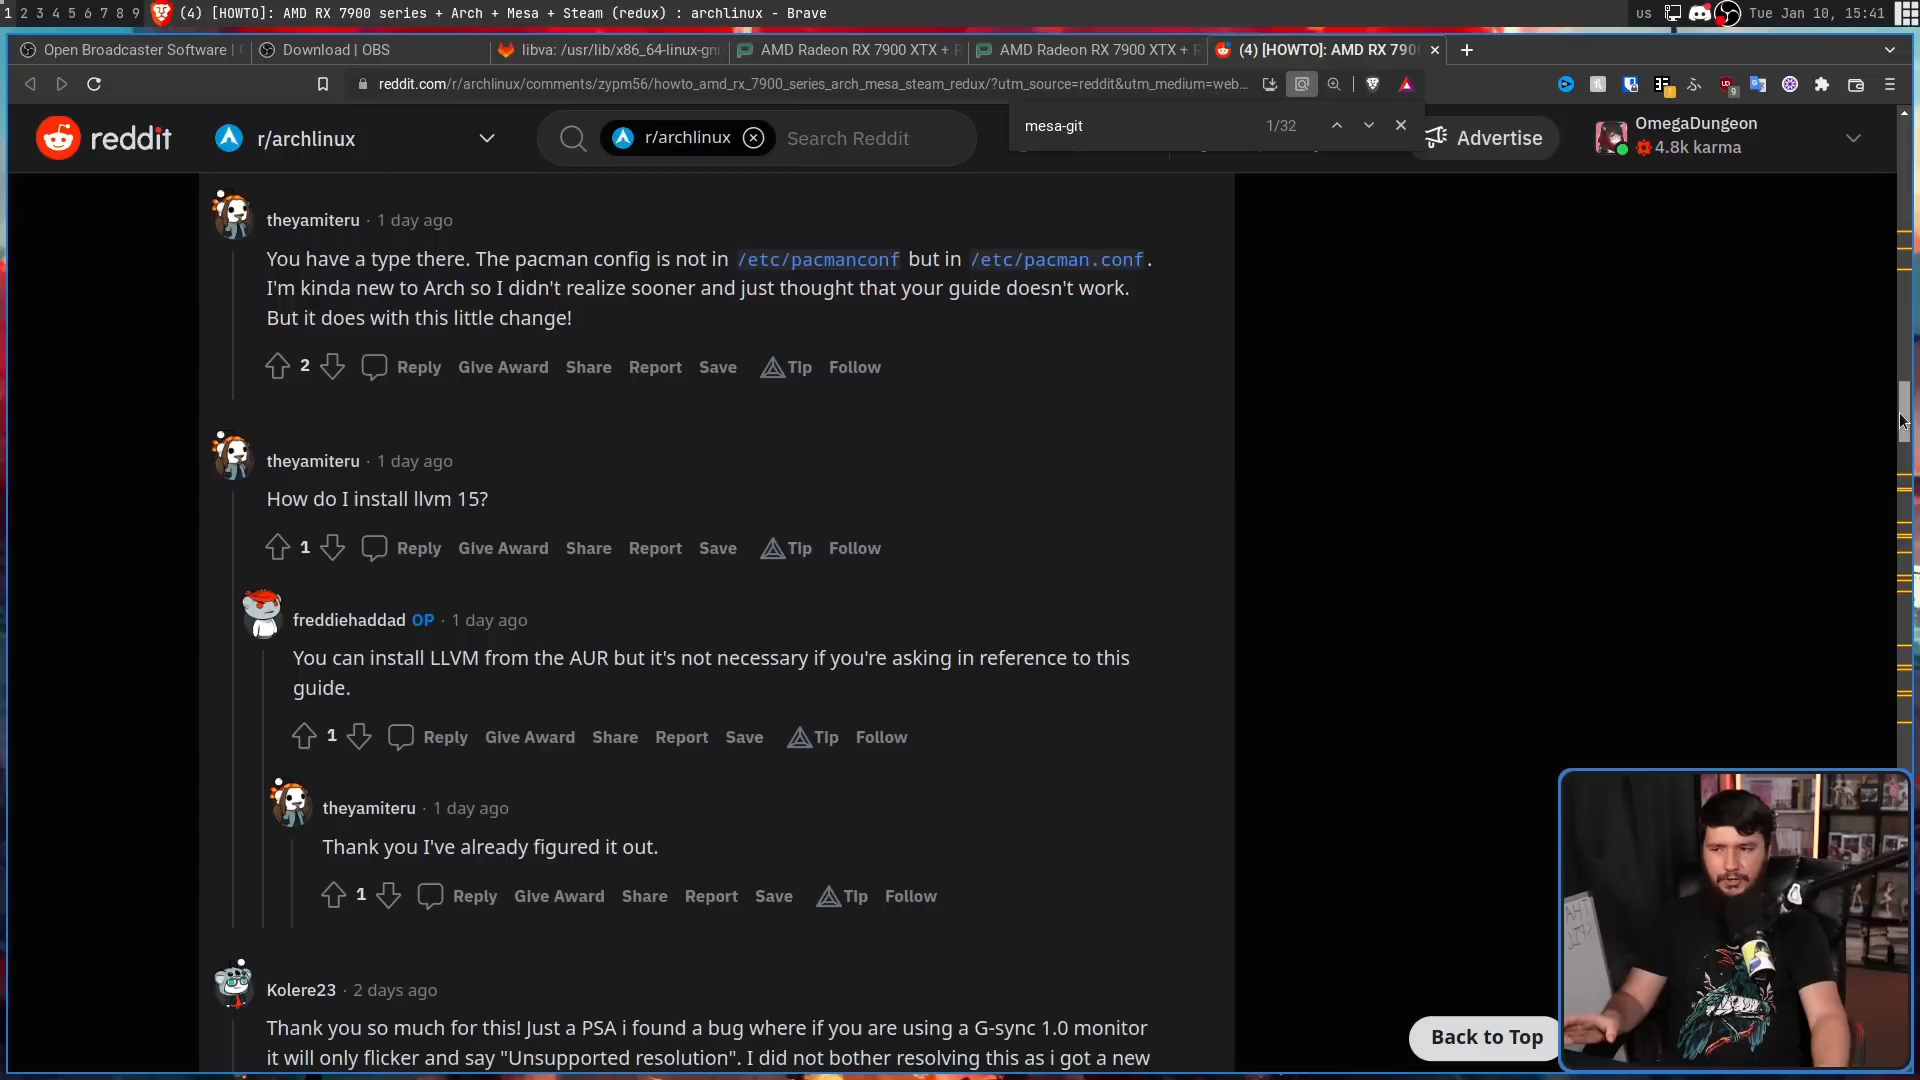 1 2 3 4 5 6 7 8 9 (4) [HOWTO]: AMD RX 7900 series + Arch + Mesa + Steam (redux) : archlinux - Brave us Tue Jan 10, 15:41
Open Broadcaster Software | Download | OBS libva: /usr/lib/x86_64-linux-gnu AMD Radeon RX 7900 XTX + R AMD Radeon RX 7900 XTX + R (4) [HOWTO]: AMD RX 790
reddit.com/r/archlinux/comments/zypm56/howto_amd_rx_7900_series_arch_mesa_steam_redux/?utm_source=reddit&utm_medium=web...
mesa-git 1/32
reddit r/archlinux r/archlinux Search Reddit Advertise OmegaDungeon
4.8k karma
theyamiteru · 1 day ago
You have a type there. The pacman config is not in /etc/pacmanconf but in /etc/pacman.conf.
I'm kinda new to Arch so I didn't realize sooner and just thought that your guide doesn't work.
But it does with this little change!
2 Reply Give Award Share Report Save Tip Follow
theyamiteru · 1 day ago
How do I install llvm 15?
1 Reply Give Award Share Report Save Tip Follow
freddiehaddad OP · 1 day ago
You can install LLVM from the AUR but it's not necessary if you're asking in reference to this
guide.
1 Reply Give Award Share Report Save Tip Follow
theyamiteru · 1 day ago
Thank you I've already figured it out.
1 Reply Give Award Share Report Save Tip Follow
Kolere23 · 2 days ago
Thank you so much for this! Just a PSA i found a bug where if you are using a G-sync 1.0 monitor
it will only flicker and say "Unsupported resolution". I did not bother resolving this as i got a new
Back to Top